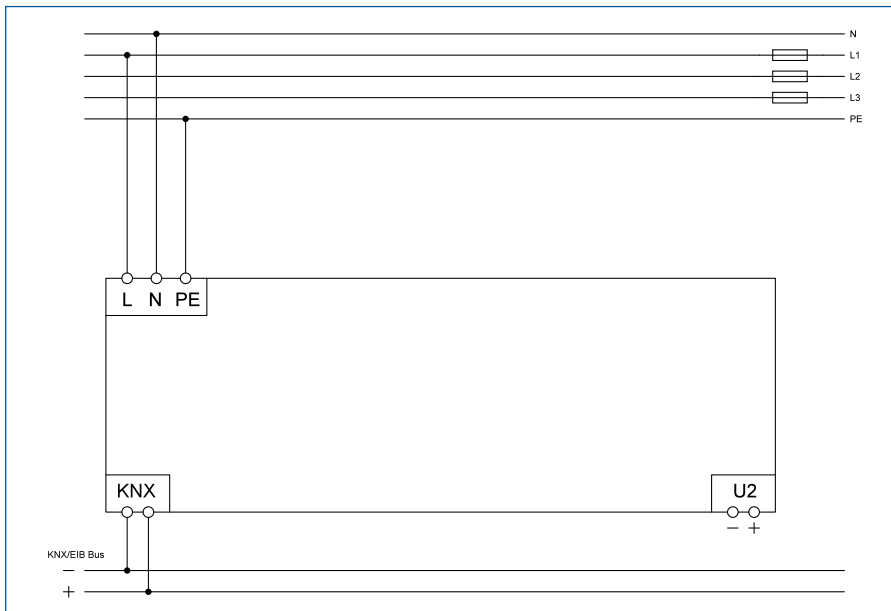 N
L1
L2
L3
PE
L N PE
KNX
U2
− +
KNX/EIB Bus
−
+